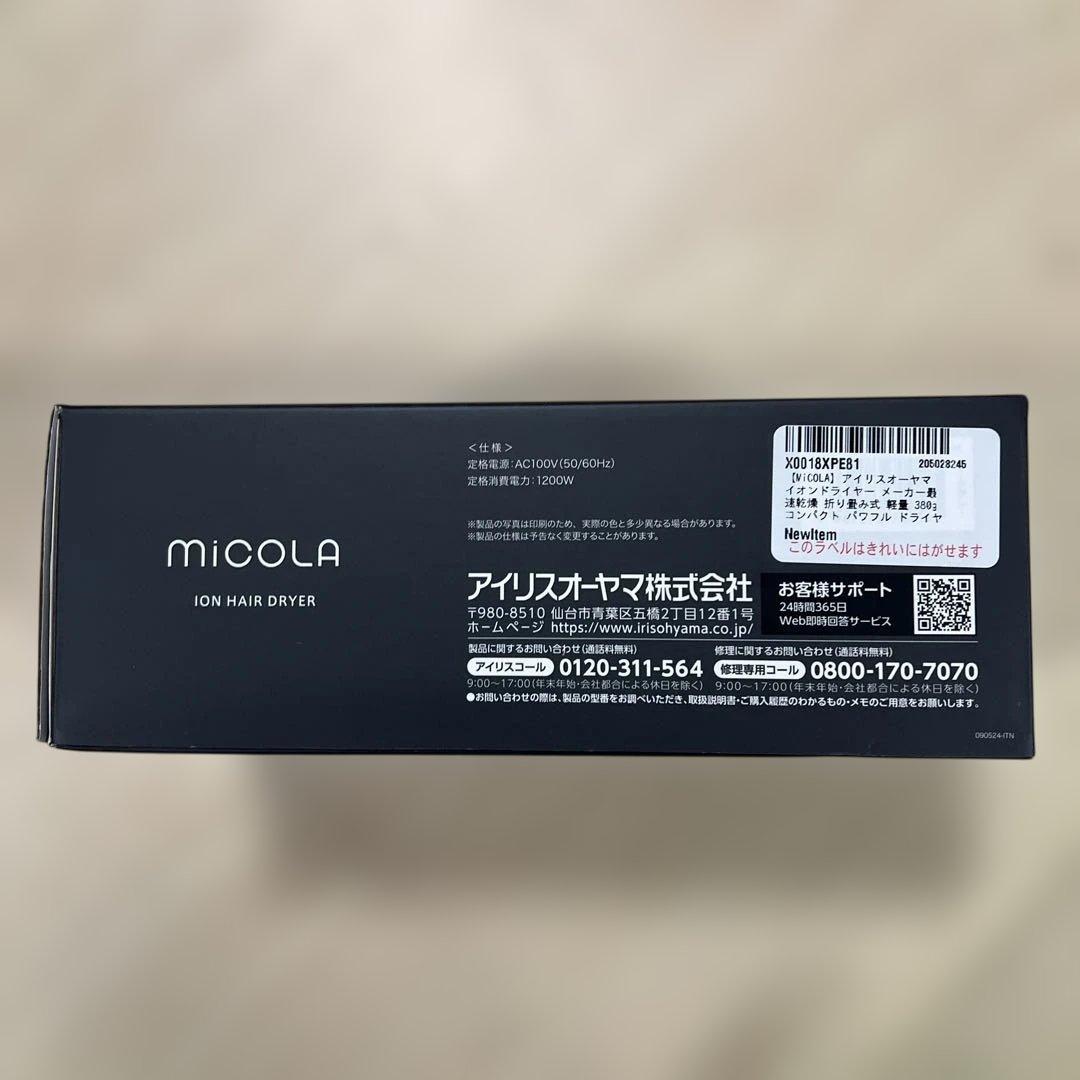 MiCOLA
ION HAIR DRYER
＜仕様＞
定格電源：AC100V（50/60Hz）
定格消費電力：1200W
※製品の写真は印刷のため、実際の色と多少異なる場合があります。
※製品の仕様は予告なく変更することがあります。
アイリスオーヤマ株式会社
〒980-8510 仙台市青葉区五橋2丁目12番1号
ホームページ https://www.irisohyama.co.jp/
お客様サポート
24時間365日
Web即時回答サービス
製品に関するお問い合わせ（通話料無料）
アイリスコール 0120-311-564
9:00～17:00（年末年始・会社都合による休日を除く）
修理に関するお問い合わせ（通話料無料）
修理専用コール 0800-170-7070
9:00～17:00（年末年始・会社都合による休日を除く）
●お問い合わせの際は、製品の型番をお調べいただき、取扱説明書・ご購入履歴のわかるもの・メモのご用意をお願いします。
090524-ITN
X0018XPE81 205028245
【MiCOLA】アイリスオーヤマ
イオンドライヤー メーカー最
速乾燥 折り畳み式 軽量 380g
コンパクト パワフル ドライヤ
NewItem
このラベルはきれいにはがせます